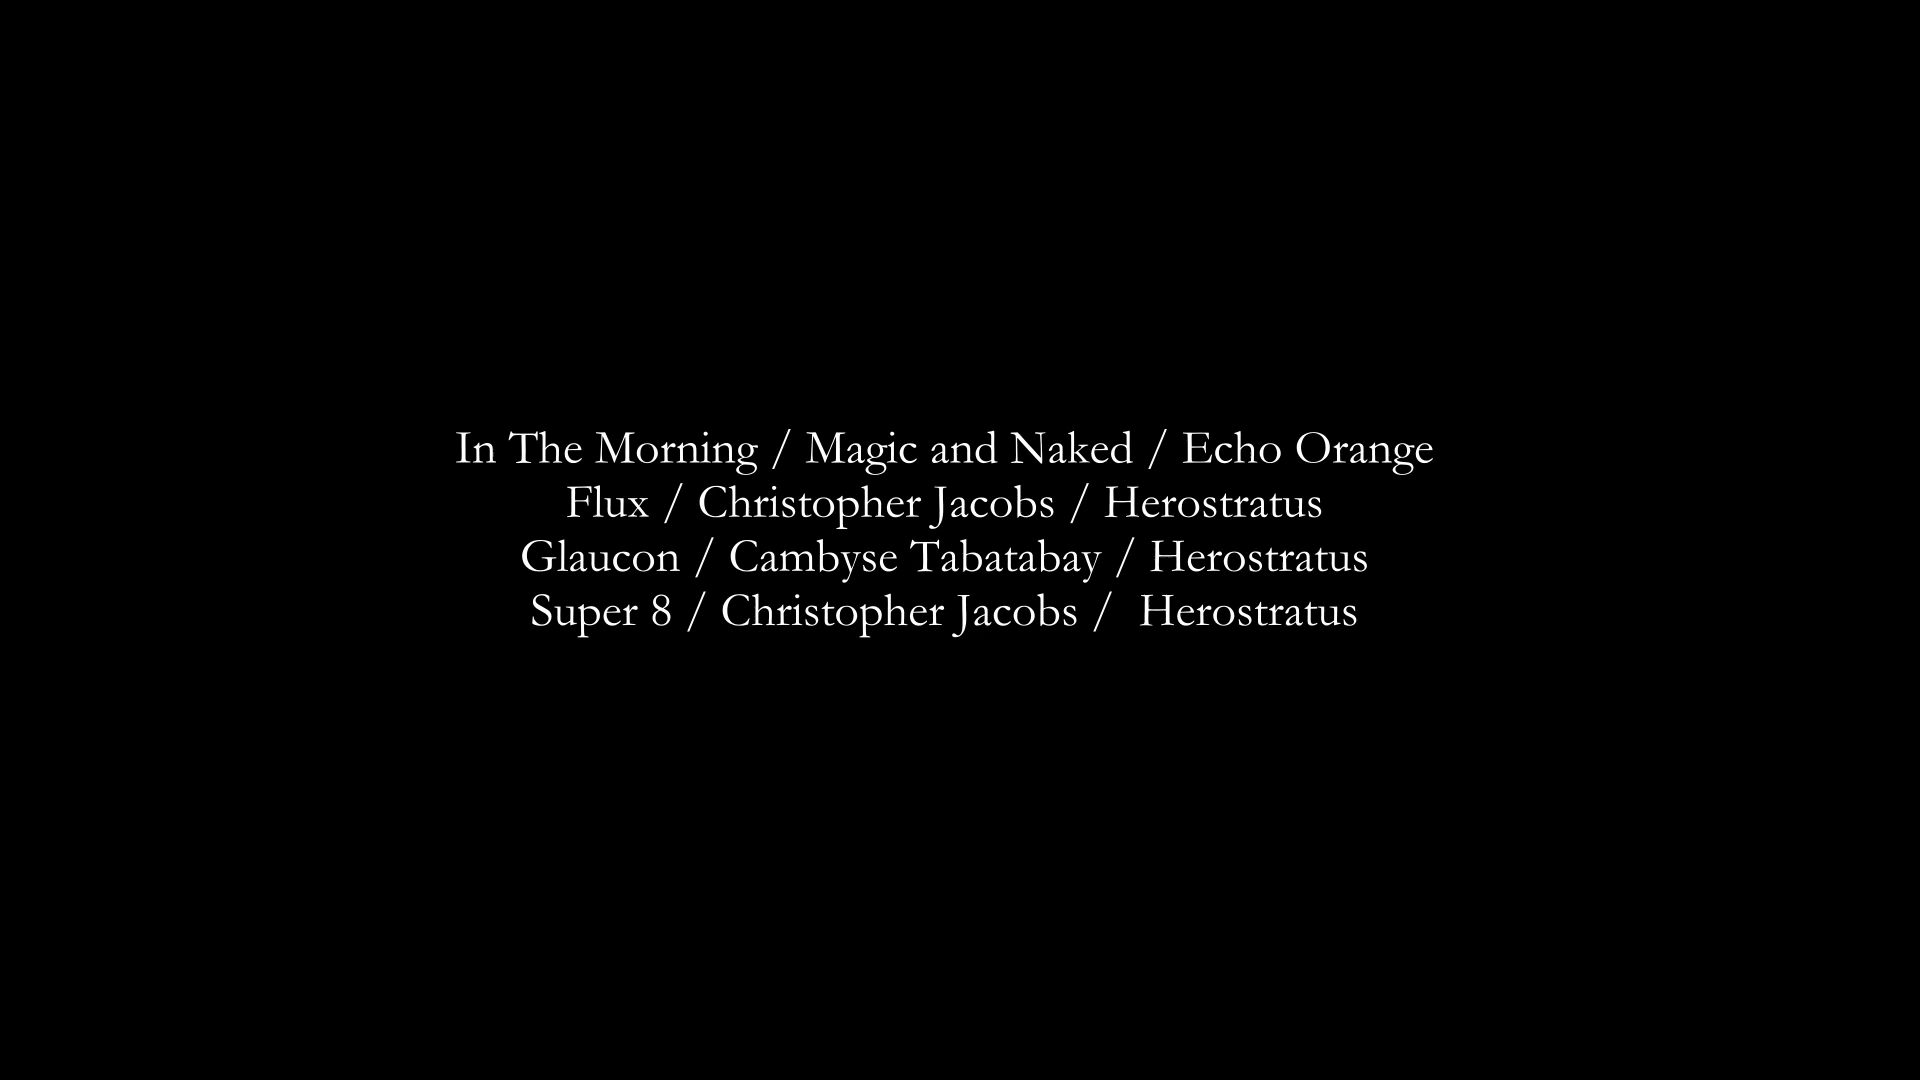 In The Morning / Magic and Naked / Echo Orange
Flux / Christopher Jacobs / Herostratus
Glaucon / Cambyse Tabatabay / Herostratus
Super 8 / Christopher Jacobs /  Herostratus